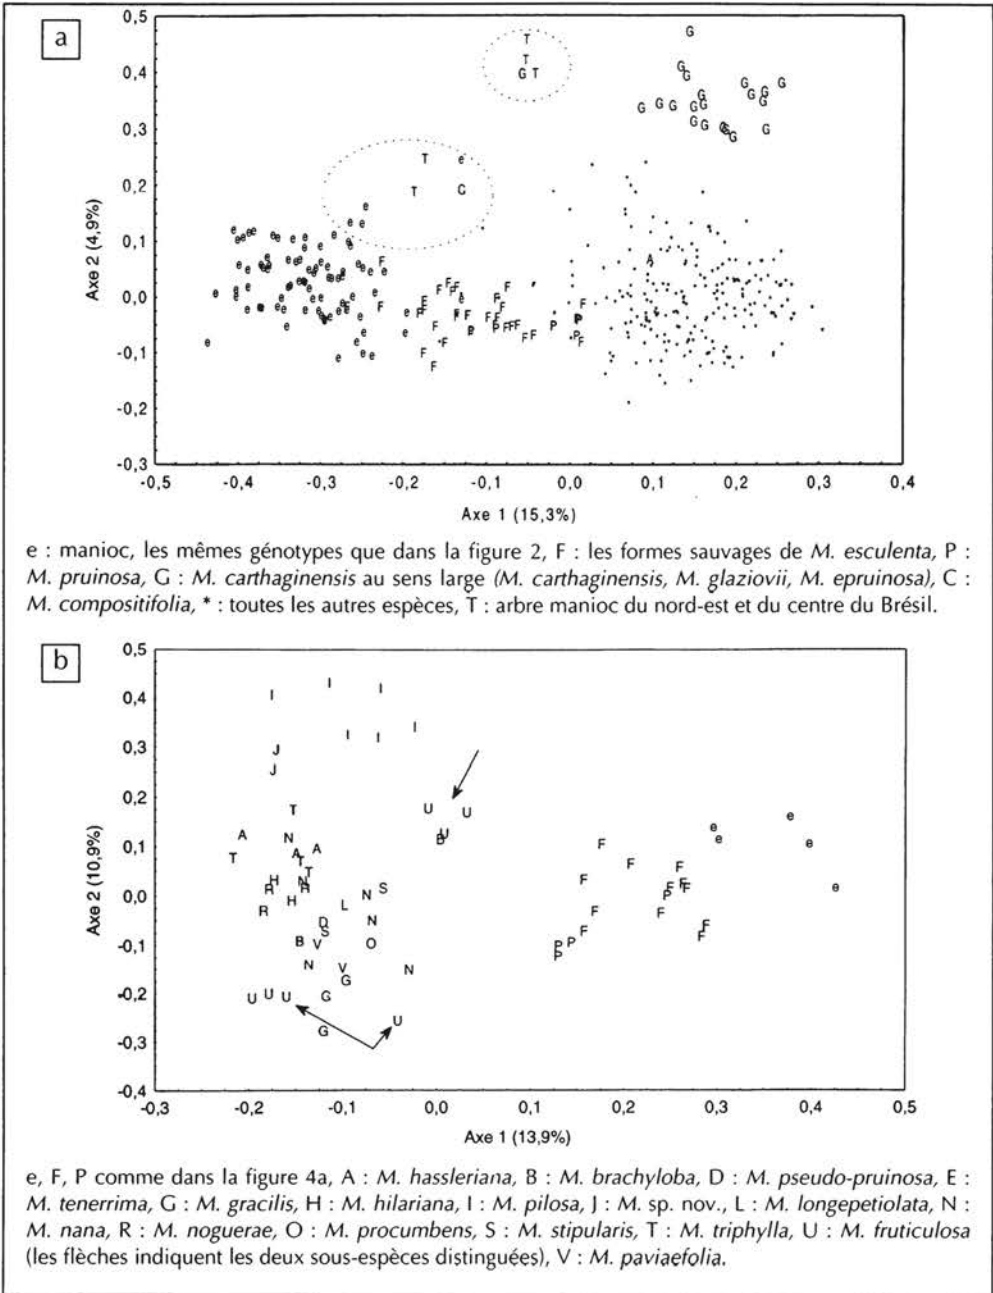 a
0,5
0,4
0,3
0,2
0,1
0,0
-0,1
-0,2
-0,3
Axe 2 (4,9%)
-0,5 -0,4 -0,3 -0,2 -0,1 0,0 0,1 0,2 0,3 0,4
Axe 1 (15,3%)
e : manioc, les mêmes génotypes que dans la figure 2, F : les formes sauvages de M. esculenta, P :
M. pruinosa, G : M. carthaginensis au sens large (M. carthaginensis, M. glaziovii, M. epruinosa), C :
M. compositifolia, * : toutes les autres espèces, T : arbre manioc du nord-est et du centre du Brésil.
b
0,5
0,4
0,3
0,2
0,1
0,0
-0,1
-0,2
-0,3
-0,4
Axe 2 (10,9%)
-0,3 -0,2 -0,1 0,0 0,1 0,2 0,3 0,4 0,5
Axe 1 (13,9%)
e, F, P comme dans la figure 4a, A : M. hassleriana, B : M. brachyloba, D : M. pseudo-pruinosa, E :
M. tenerrima, G : M. gracilis, H : M. hilariana, I : M. pilosa, J : M. sp. nov., L : M. longepetiolata, N :
M. nana, R : M. noguerae, O : M. procumbens, S : M. stipularis, T : M. triphylla, U : M. fruticulosa
(les flèches indiquent les deux sous-espèces distinguées), V : M. paviaefolia.